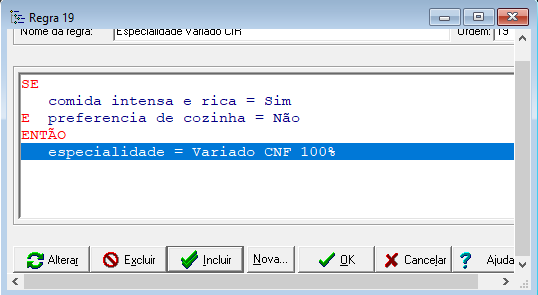 Regra 19
Nome da regra: Especialidade Variado CIR Ordem: 19
SE
comida intensa e rica = Sim
E preferencia de cozinha = Não
ENTÃO
especialidade = Variado CNF 100%
Alterar Excluir Incluir Nova... OK Cancelar Ajuda